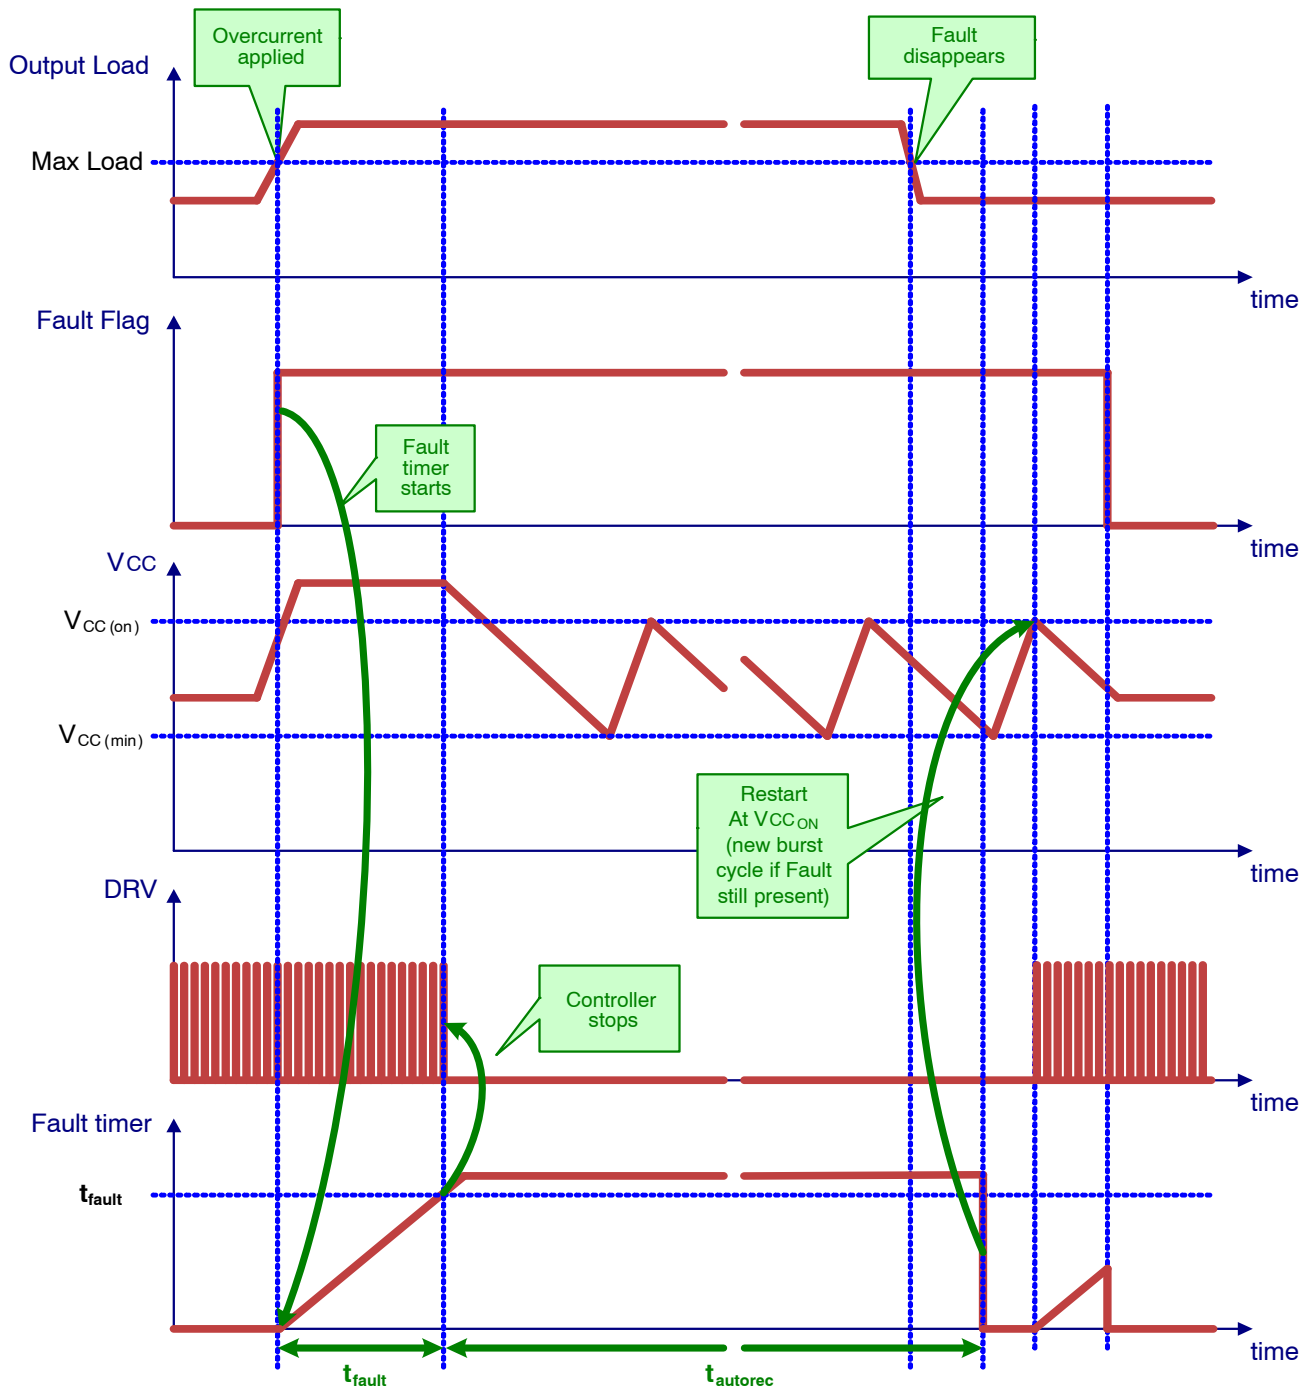 Overcurrent
applied
Fault
disappears
Output Load
Max Load
time
Fault Flag
Fault
timer
starts
time
VCC
VCC (on)
VCC (min)
Restart
At VCCON
(new burst
cycle if Fault
still present)
time
DRV
Controller
stops
time
Fault timer
tfault
time
tfault
tautorec